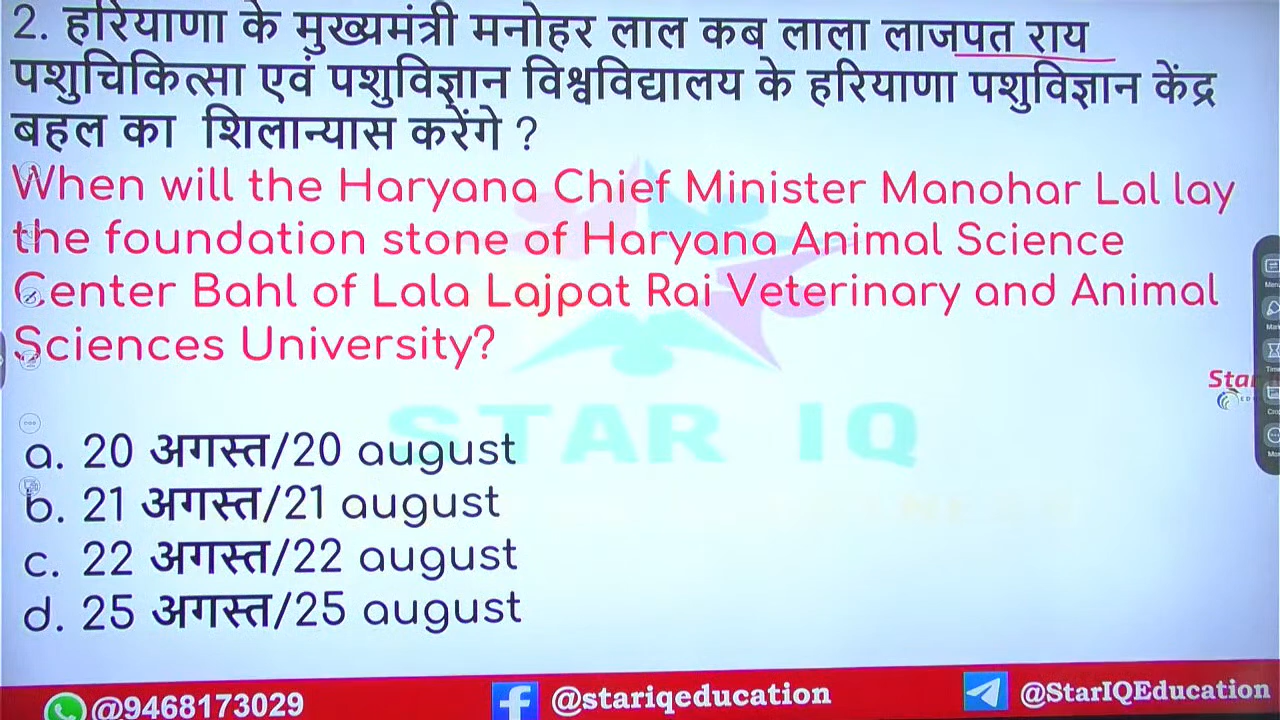 2. हरियाणा के मुख्यमंत्री मनोहर लाल कब लाला लाजपत राय
पशुचिकित्सा एवं पशुविज्ञान विश्वविद्यालय के हरियाणा पशुविज्ञान केंद्र
बहल का शिलान्यास करेंगे ?
When will the Haryana Chief Minister Manohar Lal lay
the foundation stone of Haryana Animal Science
Center Bahl of Lala Lajpat Rai Veterinary and Animal
Sciences University?
Star
STAR IQ
a. 20 अगस्त/20 august
b. 21 अगस्त/21 august
c. 22 अगस्त/22 august
d. 25 अगस्त/25 august
@9468173029
@stariqeducation
@StarIQEducation